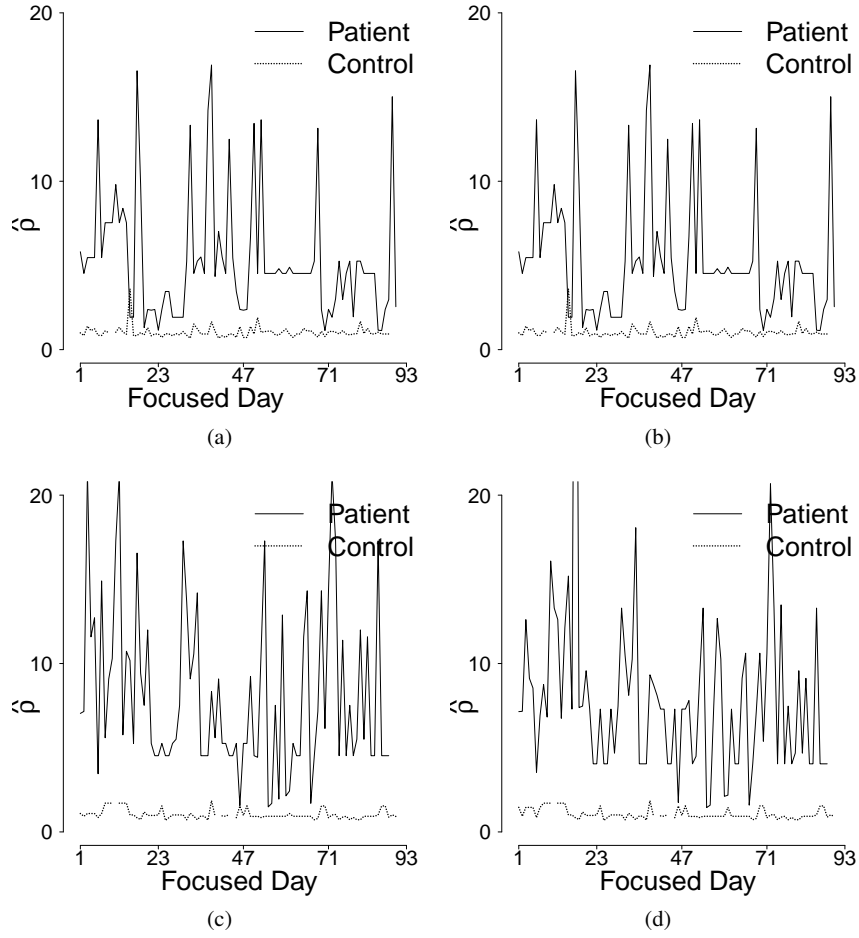 20
Patient
Control
10
ρ̂
0
1 23 47 71 93
Focused Day
(a)
20
Patient
Control
10
ρ̂
0
1 23 47 71 93
Focused Day
(b)
20
Patient
Control
10
ρ̂
0
1 23 47 71 93
Focused Day
(c)
20
Patient
Control
10
ρ̂
0
1 23 47 71 93
Focused Day
(d)